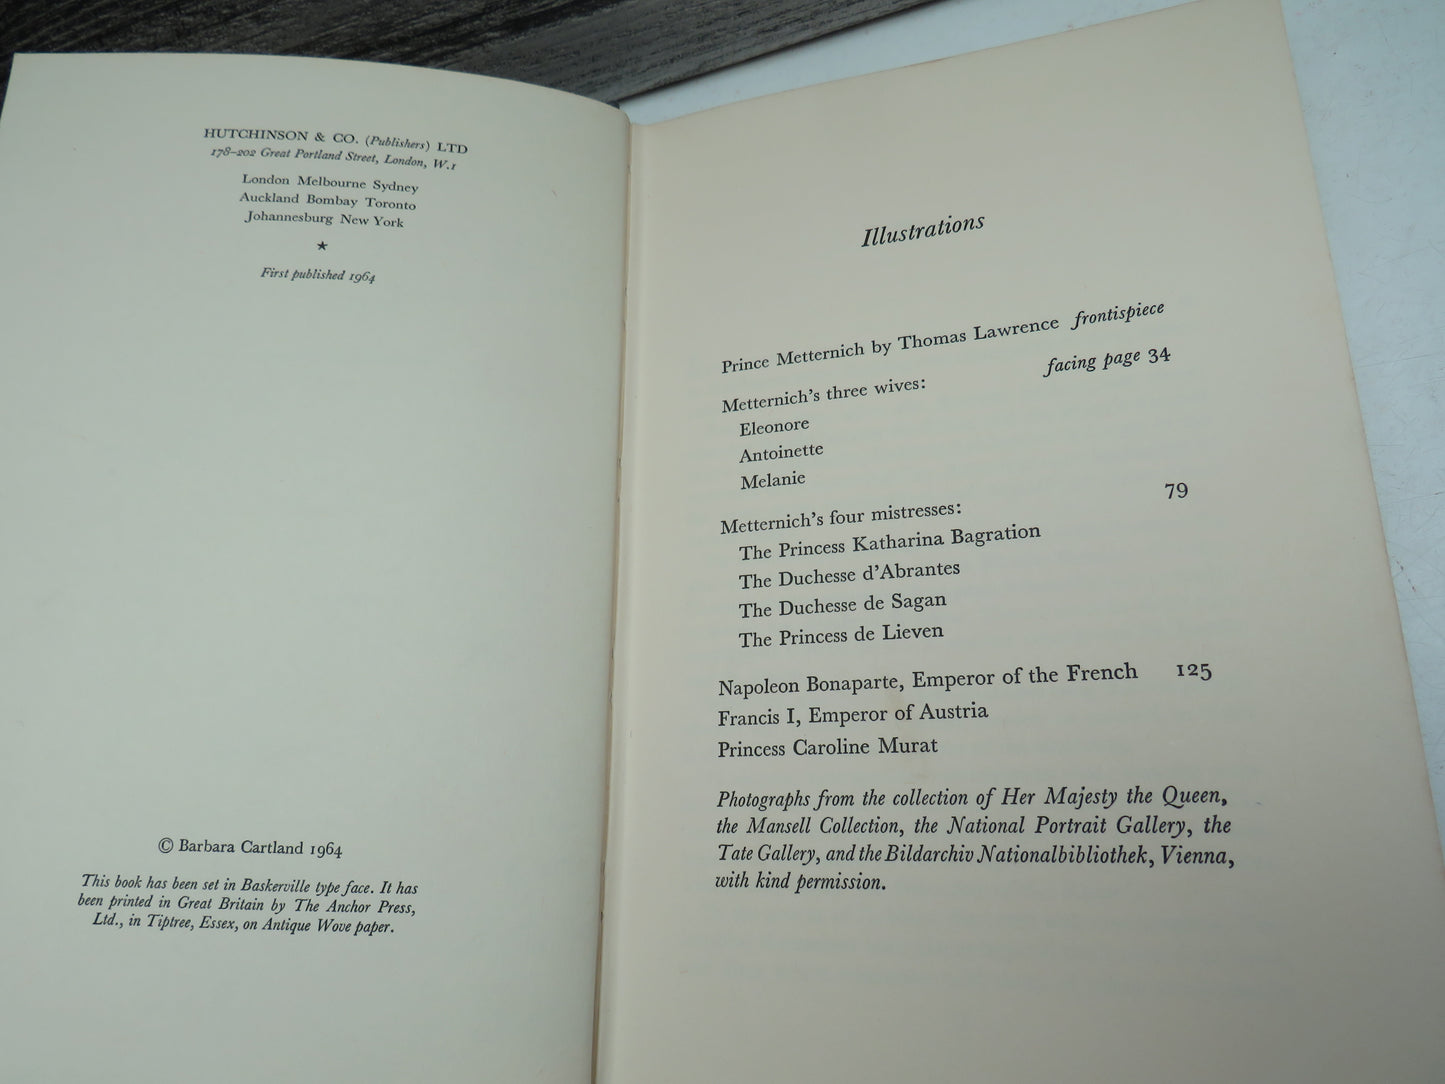 HUTCHINSON & CO. (Publishers) LTD
178–202 Great Portland Street, London, W.1
London Melbourne Sydney
Auckland Bombay Toronto
Johannesburg New York
★
First published 1964
© Barbara Cartland 1964
This book has been set in Baskerville type face. It has
been printed in Great Britain by The Anchor Press,
Ltd., in Tiptree, Essex, on Antique Wove paper.
Illustrations
Prince Metternich by Thomas Lawrence frontispiece
Metternich's three wives: facing page 34
Eleonore
Antoinette
Melanie
Metternich's four mistresses: 79
The Princess Katharina Bagration
The Duchesse d'Abrantes
The Duchesse de Sagan
The Princess de Lieven
Napoleon Bonaparte, Emperor of the French 125
Francis I, Emperor of Austria
Princess Caroline Murat
Photographs from the collection of Her Majesty the Queen,
the Mansell Collection, the National Portrait Gallery, the
Tate Gallery, and the Bildarchiv Nationalbibliothek, Vienna,
with kind permission.